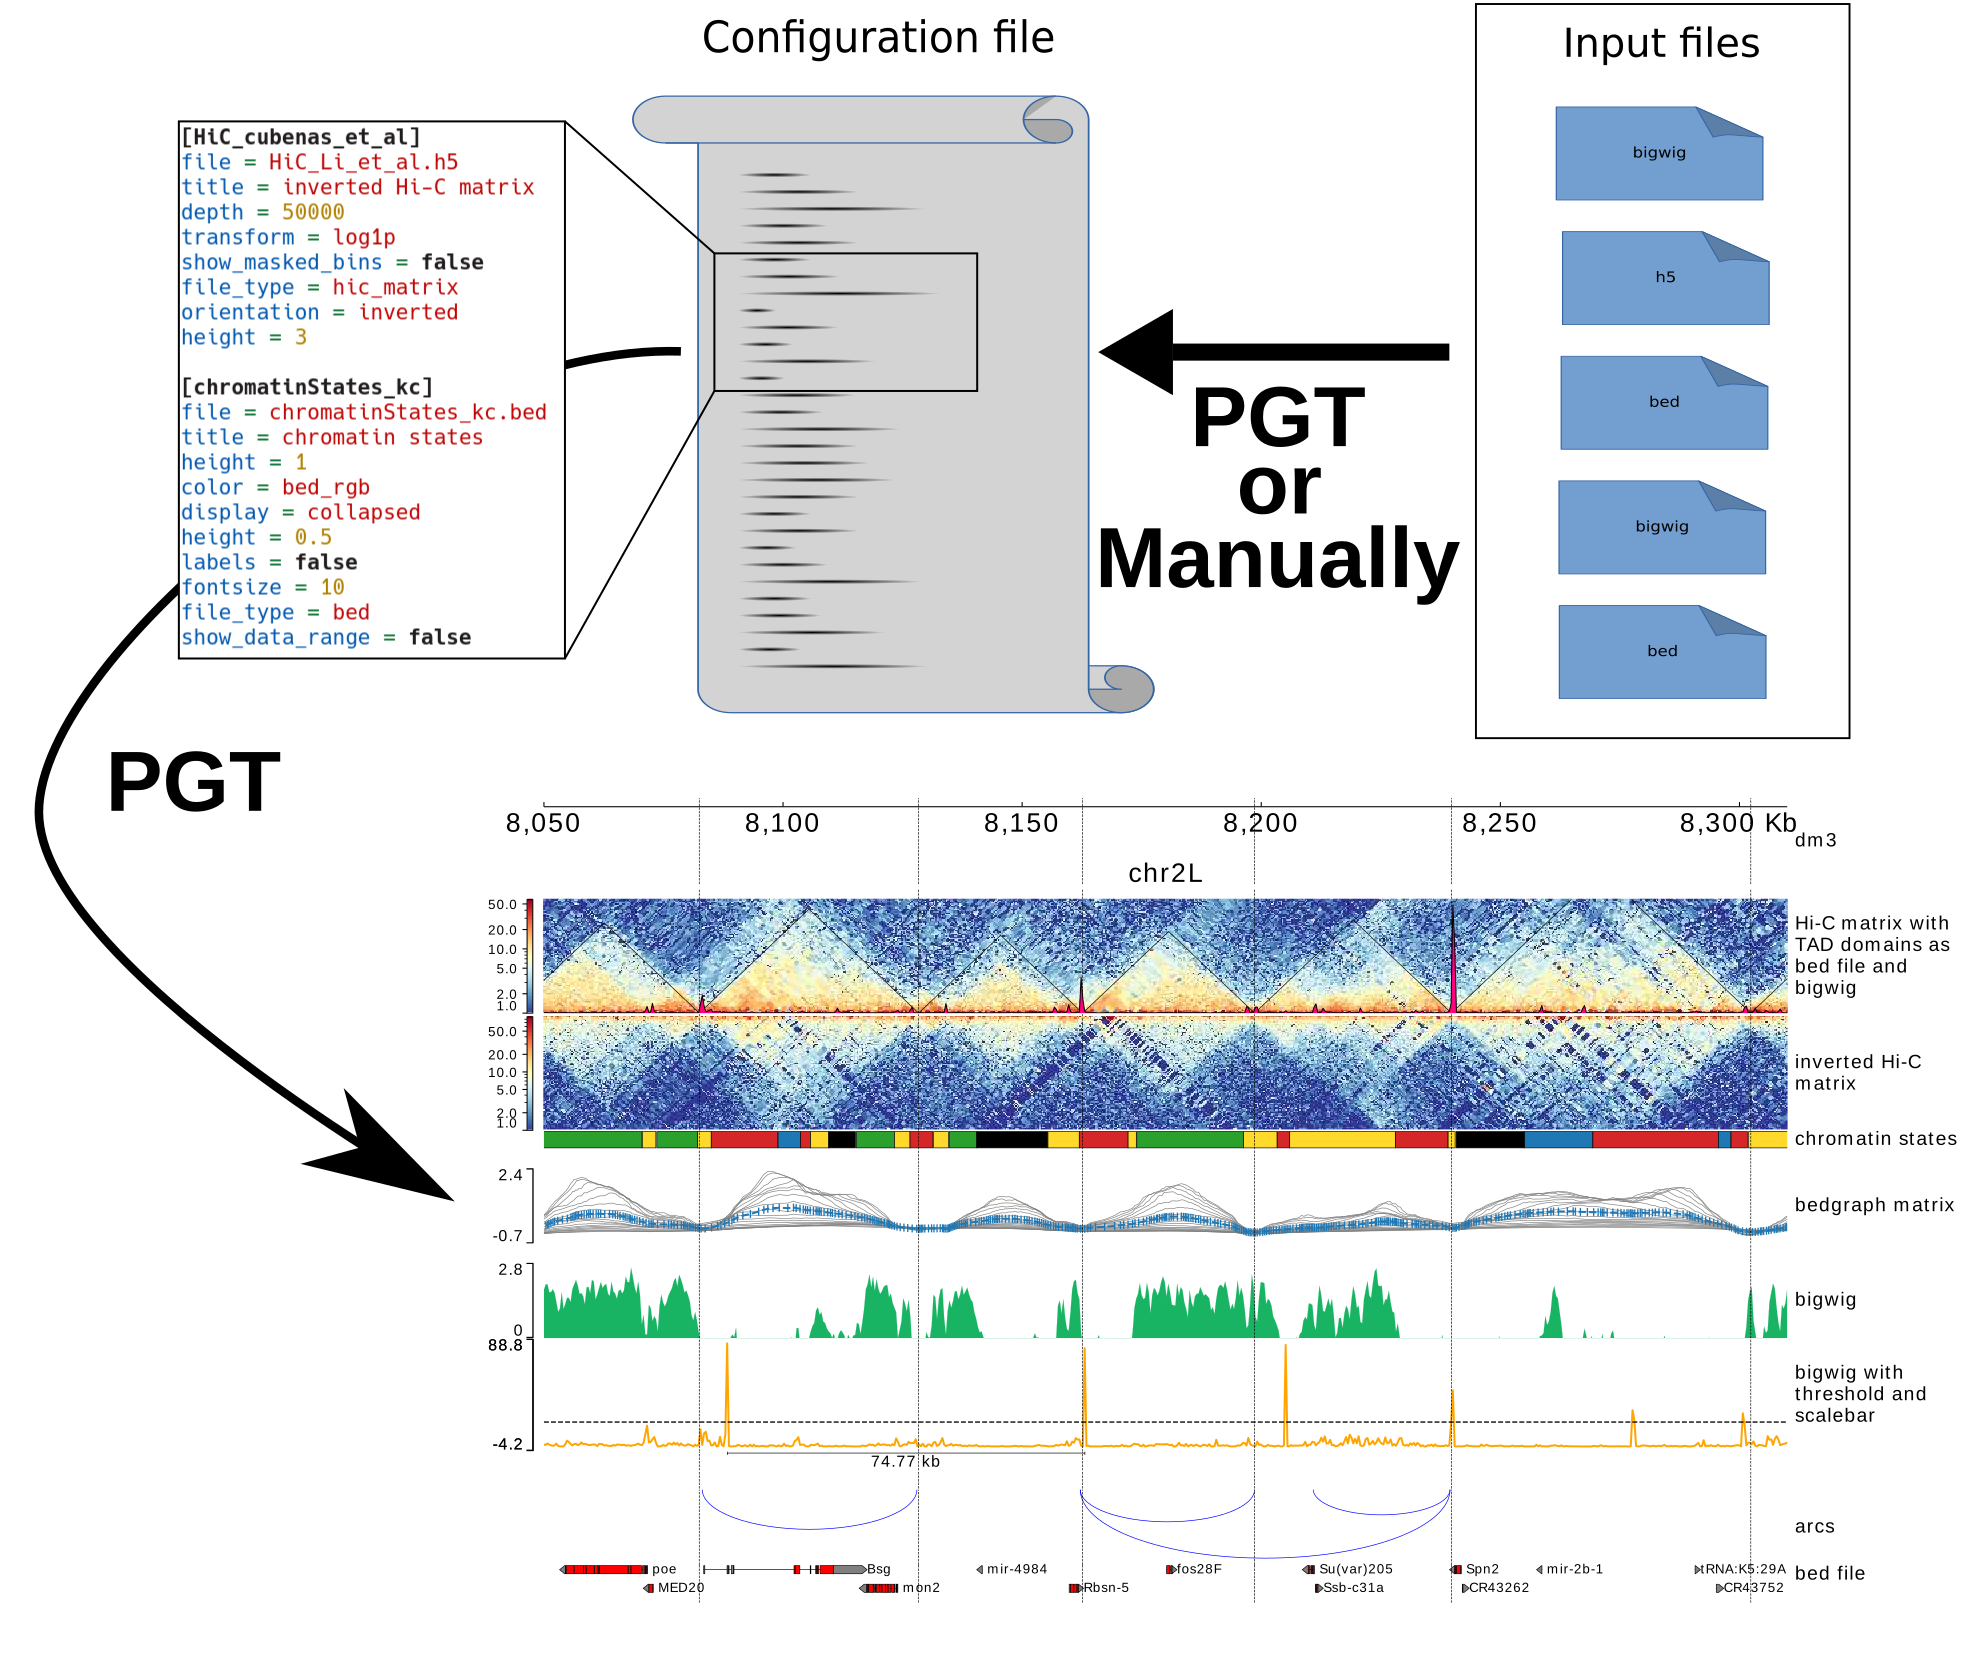 Configuration file
Input files
[HiC_cubenas_et_al]
file = HiC_Li_et_al.h5
title = inverted Hi-C matrix
depth = 50000
transform = log1p
show_masked_bins = false
file_type = hic_matrix
orientation = inverted
height = 3
[chromatinStates_kc]
file = chromatinStates_kc.bed
title = chromatin states
height = 1
color = bed_rgb
display = collapsed
height = 0.5
labels = false
fontsize = 10
file_type = bed
show_data_range = false
bigwig
h5
bed
bigwig
bed
PGT
or
Manually
PGT
8,050 8,100 8,150 8,200 8,250 8,300 Kb
dm3
chr2L
50.0
20.0
10.0
5.0
2.0
1.0
Hi-C matrix with
TAD domains as
bed file and
bigwig
50.0
20.0
10.0
5.0
2.0
1.0
inverted Hi-C
matrix
chromatin states
2.4
-0.7
bedgraph matrix
2.8
0
bigwig
88.8
-4.2
bigwig with
threshold and
scalebar
74.77 kb
arcs
poe Bsg mir-4984 fos28F Su(var)205 Spn2 mir-2b-1 tRNA:K5:29A
bed file
MED20 mon2 Rbsn-5 Ssb-c31a CR43262 CR43752